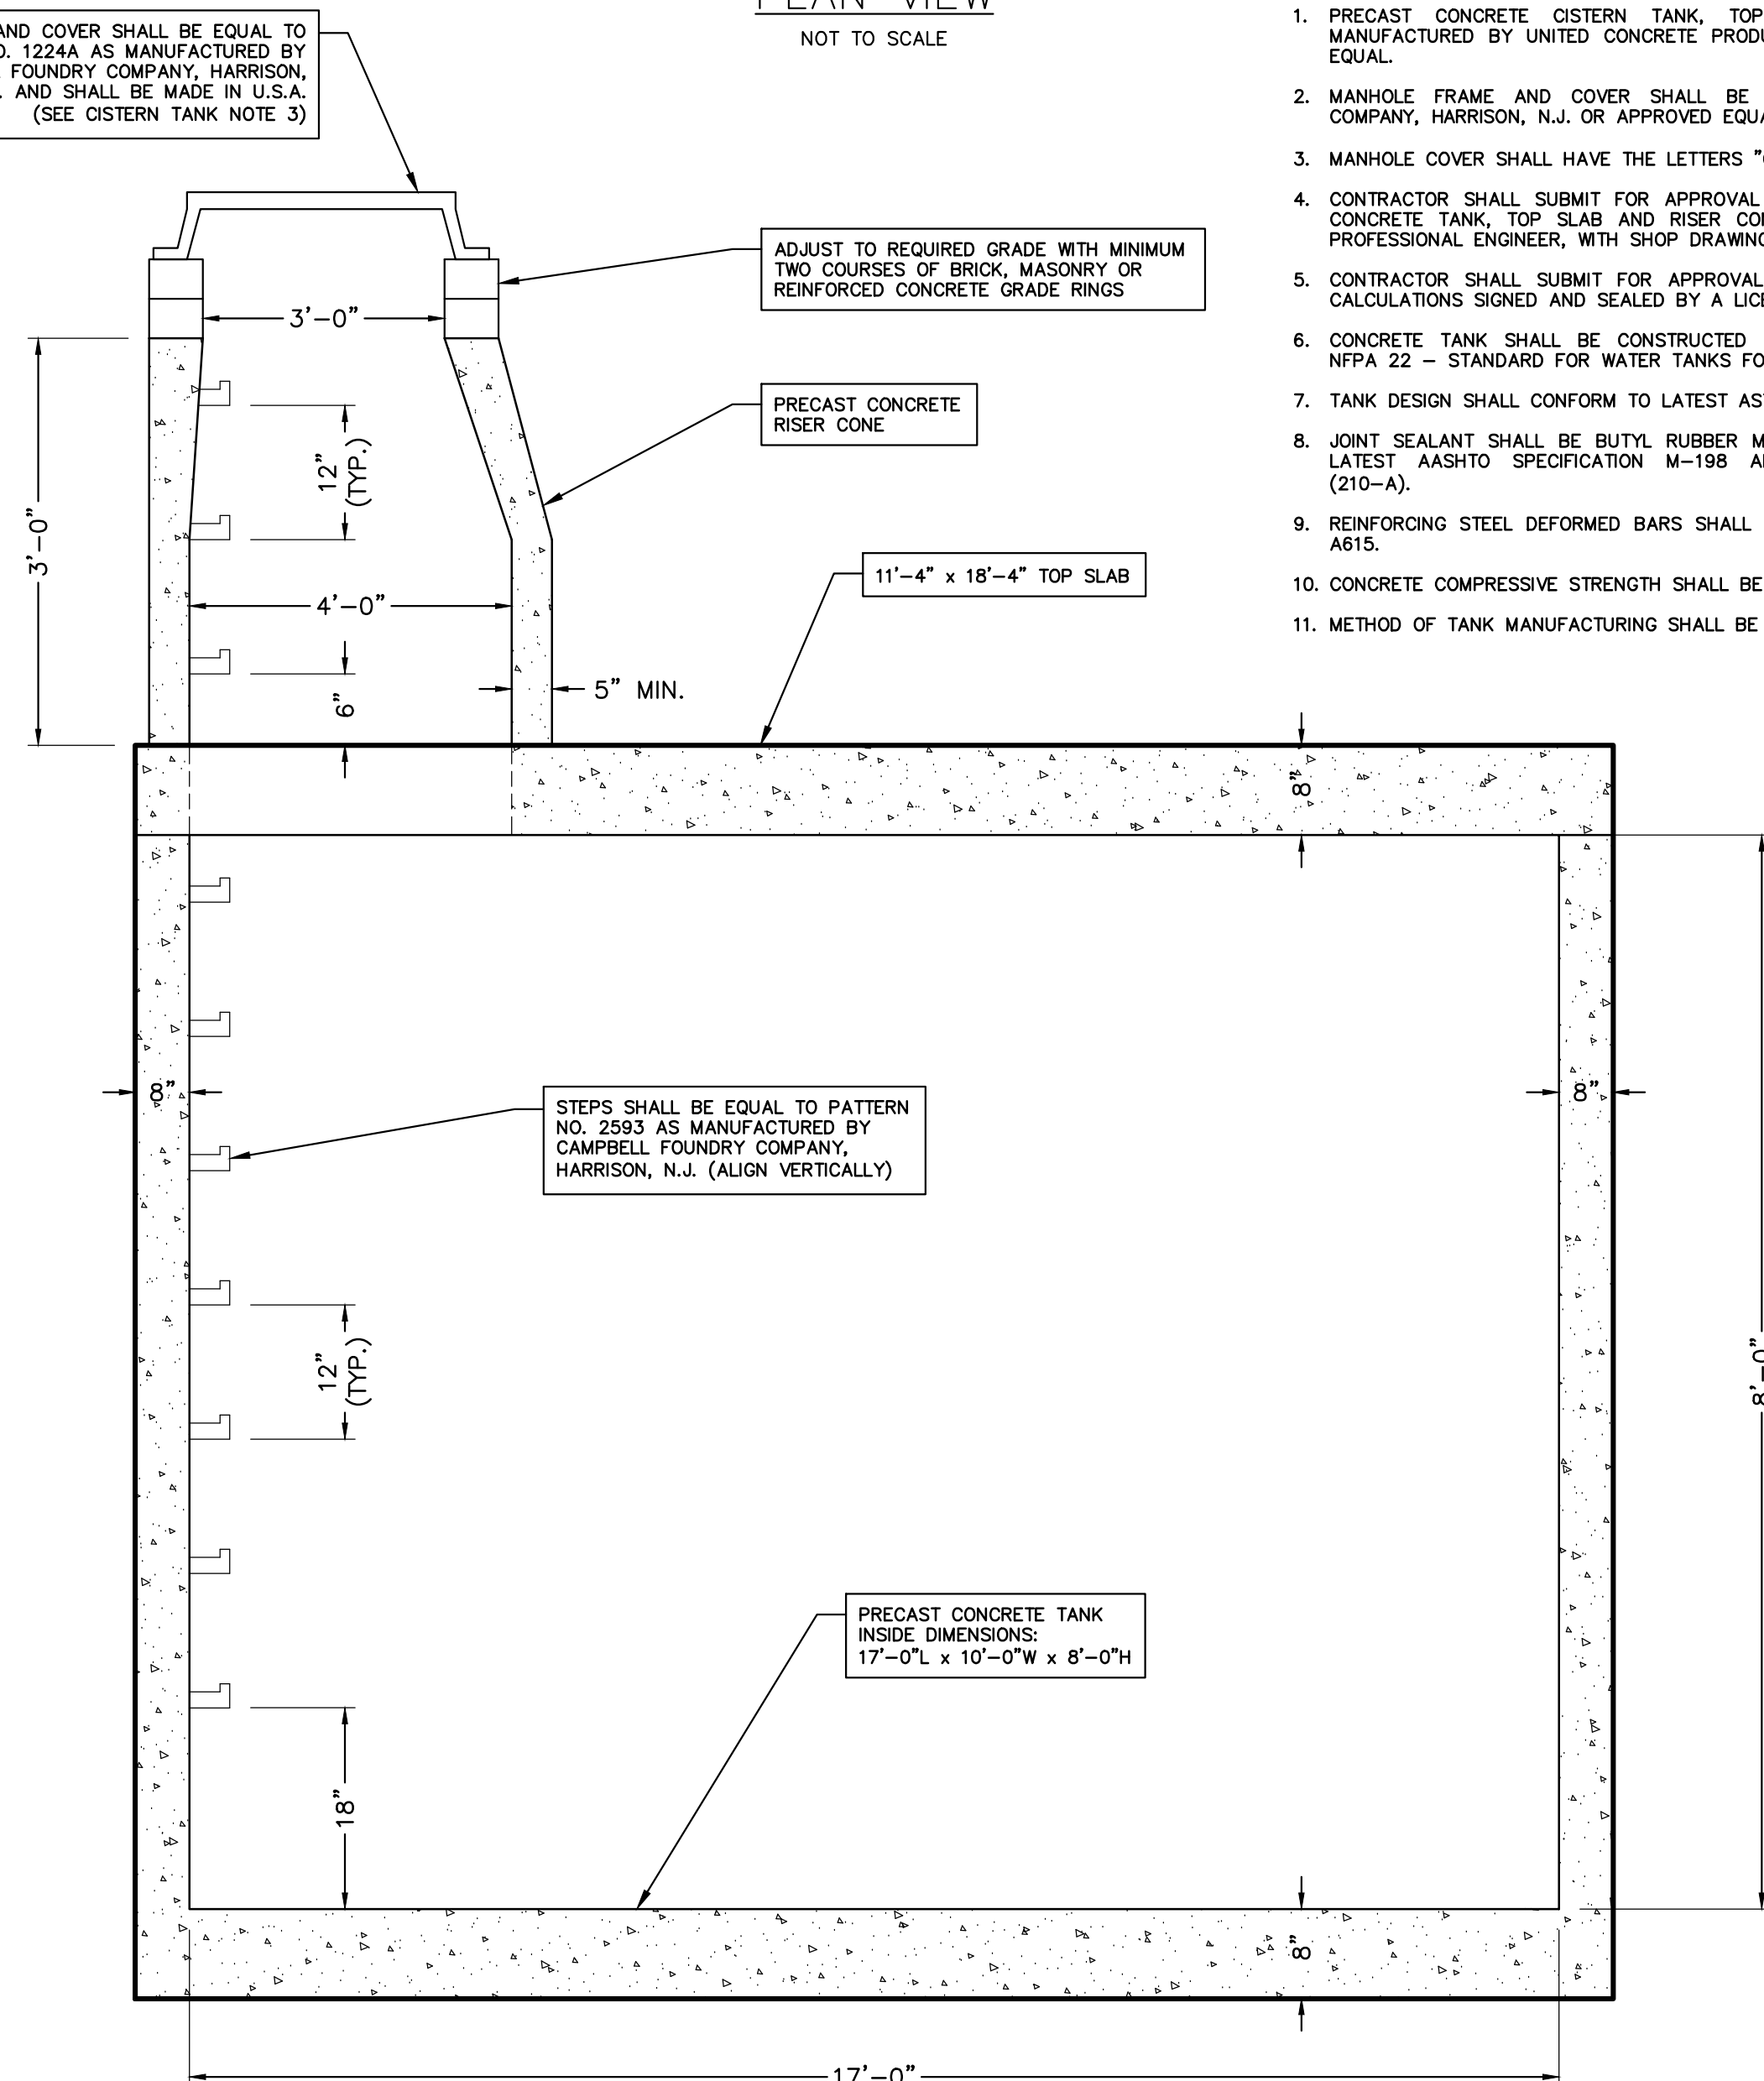 PLAN VIEW
NOT TO SCALE
AND COVER SHALL BE EQUAL TO
O. 1224A AS MANUFACTURED BY
FOUNDRY COMPANY, HARRISON,
. AND SHALL BE MADE IN U.S.A.
(SEE CISTERN TANK NOTE 3)
1. PRECAST CONCRETE CISTERN TANK, TOP
MANUFACTURED BY UNITED CONCRETE PRODU
EQUAL.
2. MANHOLE FRAME AND COVER SHALL BE
COMPANY, HARRISON, N.J. OR APPROVED EQUA
3. MANHOLE COVER SHALL HAVE THE LETTERS "
4. CONTRACTOR SHALL SUBMIT FOR APPROVAL
CONCRETE TANK, TOP SLAB AND RISER CO
PROFESSIONAL ENGINEER, WITH SHOP DRAWING
5. CONTRACTOR SHALL SUBMIT FOR APPROVAL
CALCULATIONS SIGNED AND SEALED BY A LICE
6. CONCRETE TANK SHALL BE CONSTRUCTED
NFPA 22 – STANDARD FOR WATER TANKS FO
7. TANK DESIGN SHALL CONFORM TO LATEST AS
8. JOINT SEALANT SHALL BE BUTYL RUBBER M
LATEST AASHTO SPECIFICATION M–198 A
(210–A).
9. REINFORCING STEEL DEFORMED BARS SHALL
A615.
10. CONCRETE COMPRESSIVE STRENGTH SHALL BE
11. METHOD OF TANK MANUFACTURING SHALL BE
ADJUST TO REQUIRED GRADE WITH MINIMUM
TWO COURSES OF BRICK, MASONRY OR
REINFORCED CONCRETE GRADE RINGS
3'-0"
PRECAST CONCRETE
RISER CONE
12"
(TYP.)
3'-0"
11'-4" x 18'-4" TOP SLAB
4'-0"
6"
5" MIN.
8"
8"
8"
STEPS SHALL BE EQUAL TO PATTERN
NO. 2593 AS MANUFACTURED BY
CAMPBELL FOUNDRY COMPANY,
HARRISON, N.J. (ALIGN VERTICALLY)
12"
(TYP.)
8'-0"
PRECAST CONCRETE TANK
INSIDE DIMENSIONS:
17'-0"L x 10'-0"W x 8'-0"H
18"
8"
17'-0"